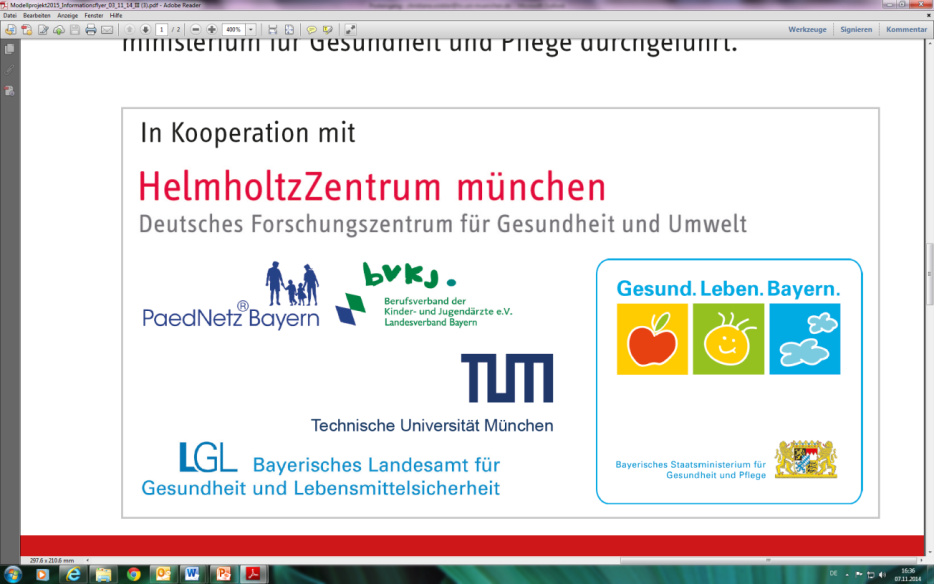 Modellprojekt2015_Informationsflyer_03_11_14_III (3).pdf - Adobe Reader
Datei Bearbeiten Anzeige Fenster Hilfe
1 / 2 400% Werkzeuge Signieren Kommentar
ministerium für Gesundheit und Pflege durchgeführt.
In Kooperation mit
HelmholtzZentrum münchen
Deutsches Forschungszentrum für Gesundheit und Umwelt
PaedNetz® Bayern
bvkj.
Berufsverband der
Kinder- und Jugendärzte e.V.
Landesverband Bayern
TUM
Technische Universität München
LGL Bayerisches Landesamt für
Gesundheit und Lebensmittelsicherheit
Gesund. Leben. Bayern.
Bayerisches Staatsministerium für
Gesundheit und Pflege
297,6 x 210,6 mm
DE
16:36
07.11.2014